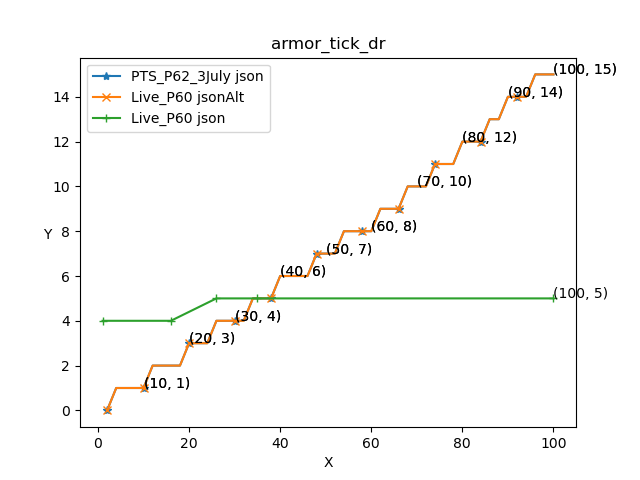 armor_tick_dr
PTS_P62_3July json
Live_P60 jsonAlt
Live_P60 json
(100, 15)
(90, 14)
(80, 12)
(70, 10)
(60, 8)
(50, 7)
(40, 6)
(100, 5)
(30, 4)
(20, 3)
(10, 1)
Y
14
12
10
8
6
4
2
0
0 20 40 60 80 100
X